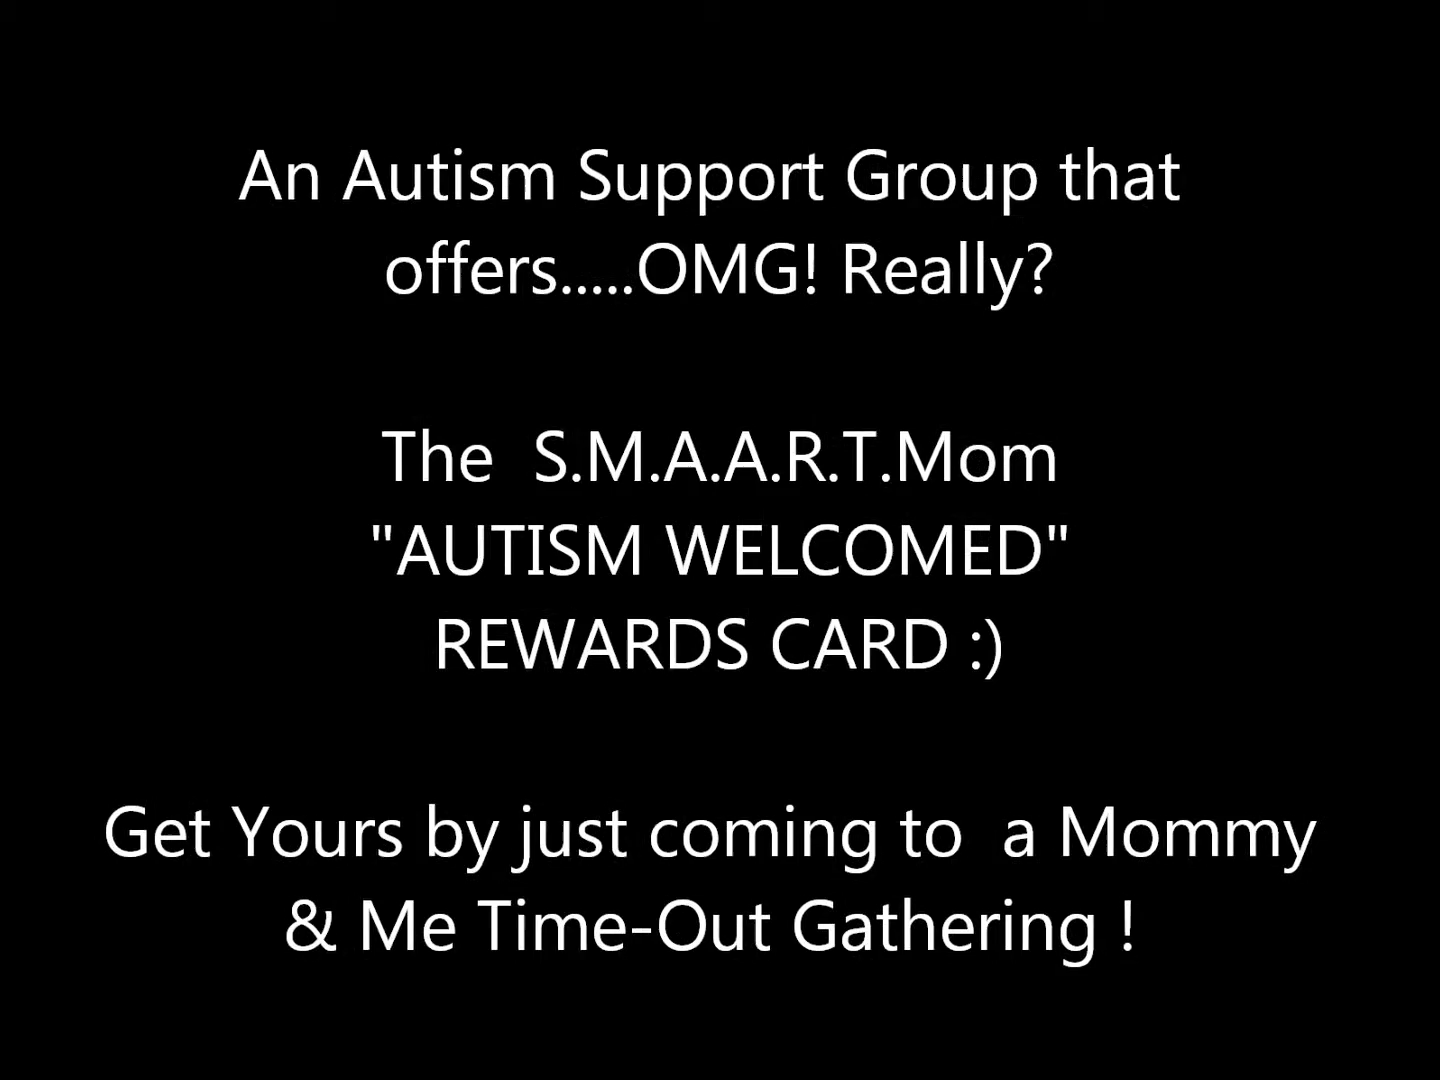 An Autism Support Group that
offers.....OMG! Really?
The  S.M.A.A.R.T.Mom
"AUTISM WELCOMED"
REWARDS CARD :)
Get Yours by just coming to  a Mommy
& Me Time-Out Gathering !